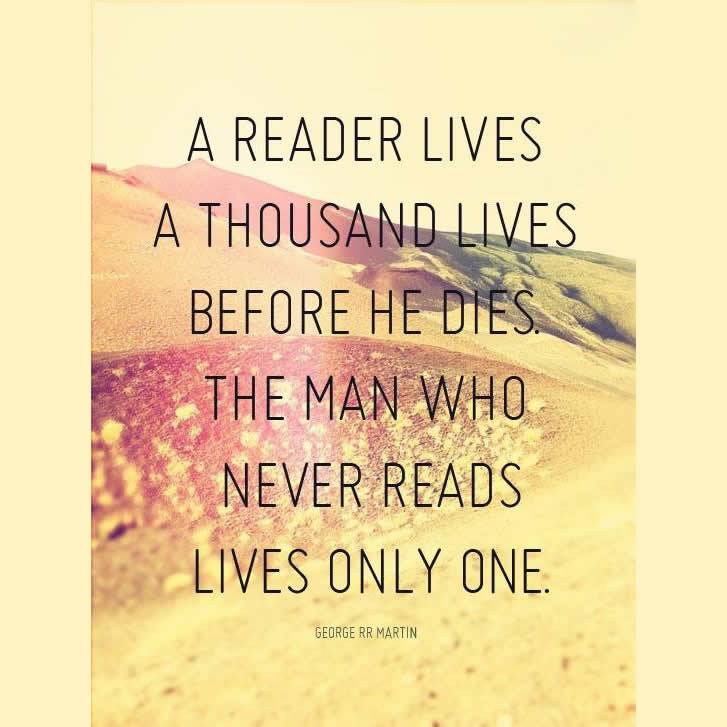 A READER LIVES
A THOUSAND LIVES
BEFORE HE DIES.
THE MAN WHO
NEVER READS
LIVES ONLY ONE.
GEORGE RR MARTIN